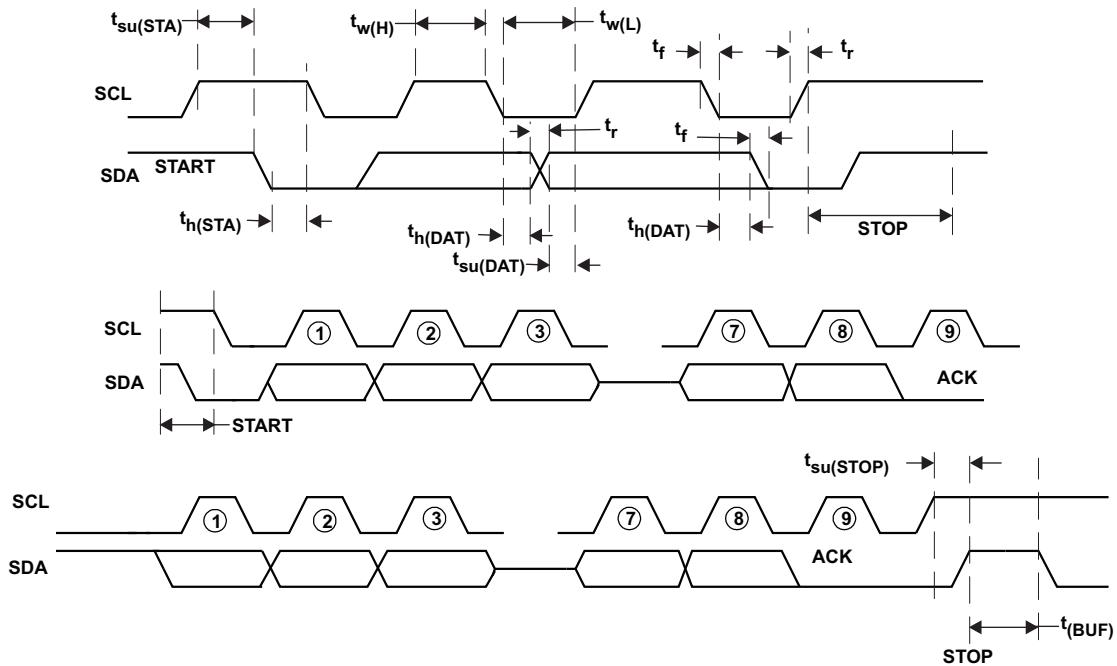 tsu(STA)
tw(H)
tw(L)
tf
tr
SCL
tr
tf
SDA
START
th(STA)
th(DAT)
th(DAT)
STOP
tsu(DAT)
SCL
1 2 3 7 8 9
SDA
ACK
START
tsu(STOP)
SCL
1 2 3 7 8 9
SDA
ACK
t(BUF)
STOP